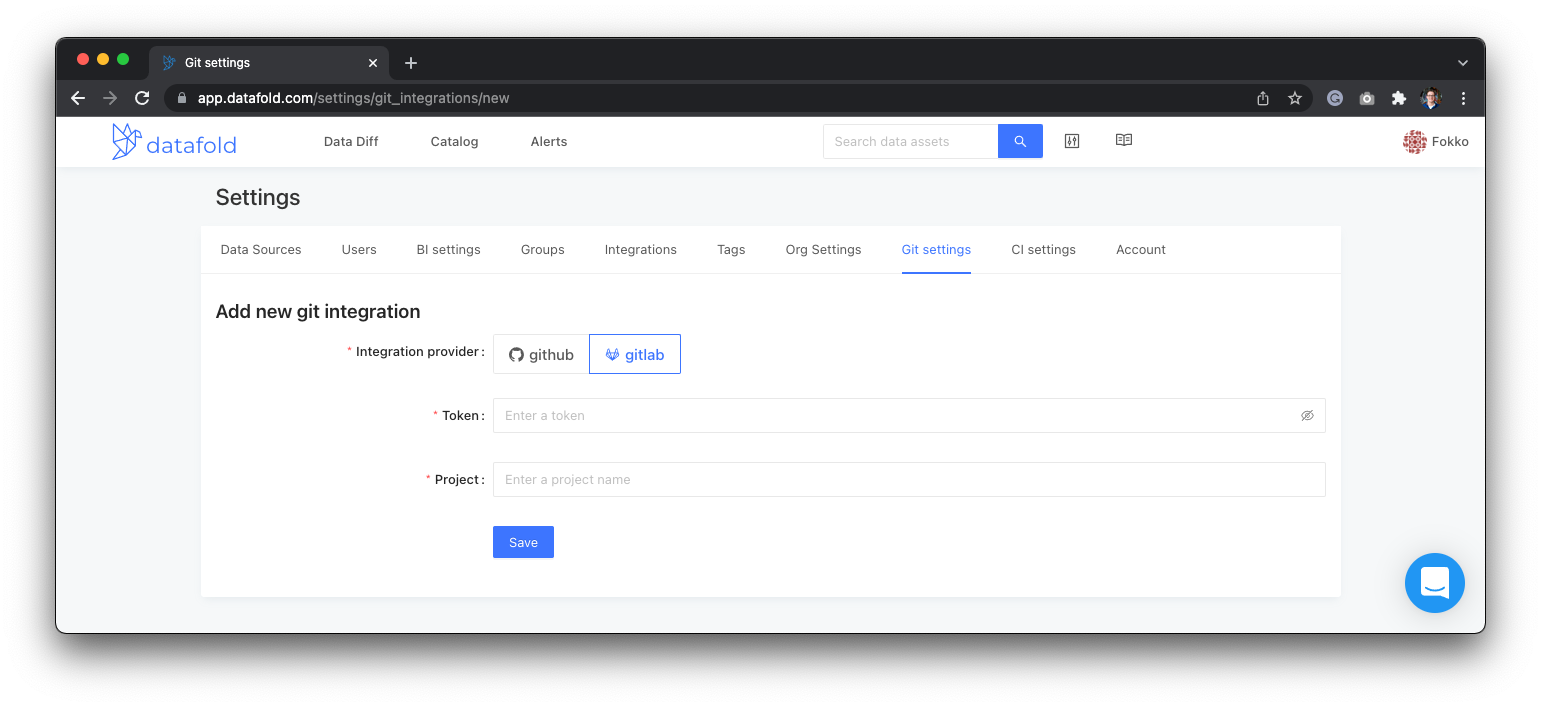 Git settings
app.datafold.com/settings/git_integrations/new
datafold Data Diff Catalog Alerts Search data assets Fokko
Settings
Data Sources Users BI settings Groups Integrations Tags Org Settings Git settings CI settings Account
Add new git integration
* Integration provider : github gitlab
* Token : Enter a token
* Project : Enter a project name
Save